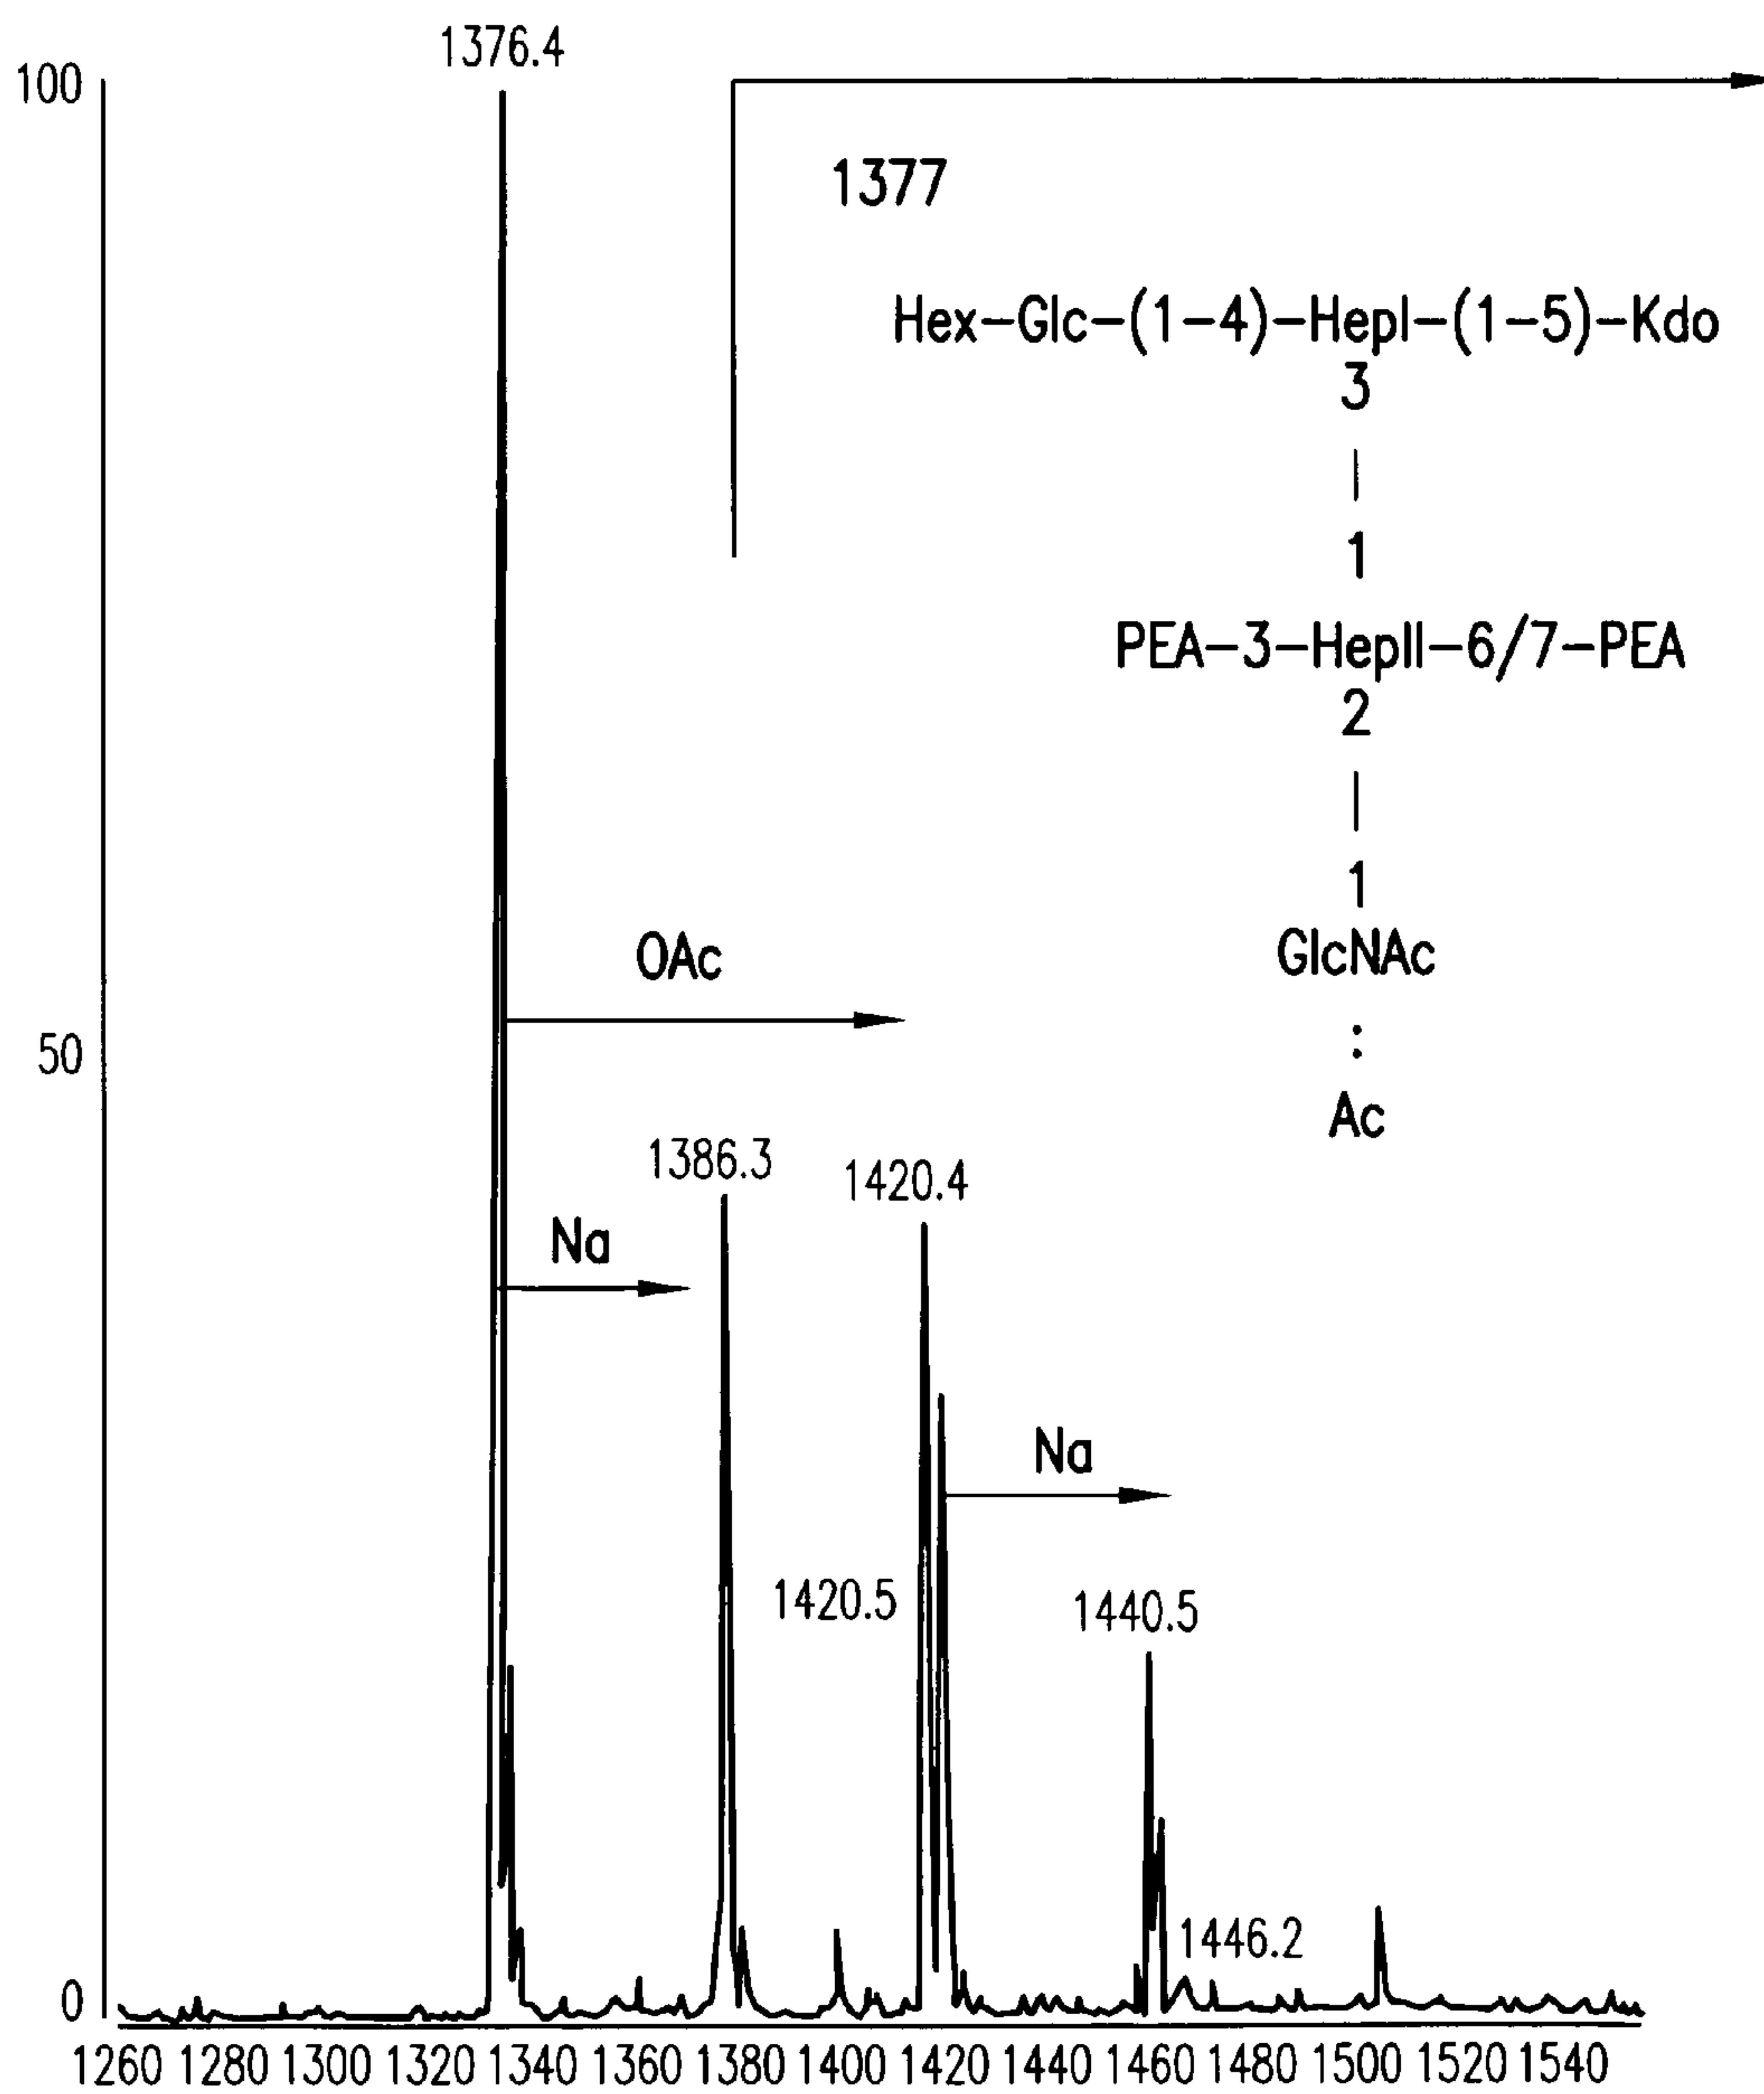 1376.4
100
1377
Hex-Glc-(1-4)-HepI-(1-5)-Kdo
3
1
PEA-3-HepII-6/7-PEA
2
1
GlcNAc
:
Ac
OAc
50
1386.3
1420.4
Na
Na
1420.5
1440.5
1446.2
0
1260 1280 1300 1320 1340 1360 1380 1400 1420 1440 1460 1480 1500 1520 1540